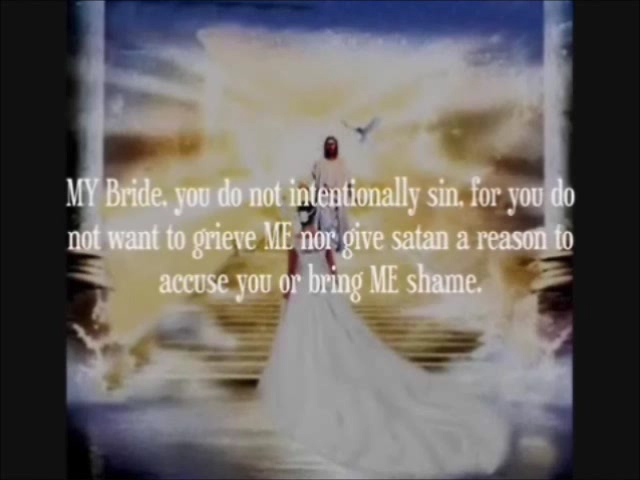 MY Bride, you do not intentionally sin, for you do
not want to grieve ME nor give satan a reason to
accuse you or bring ME shame.